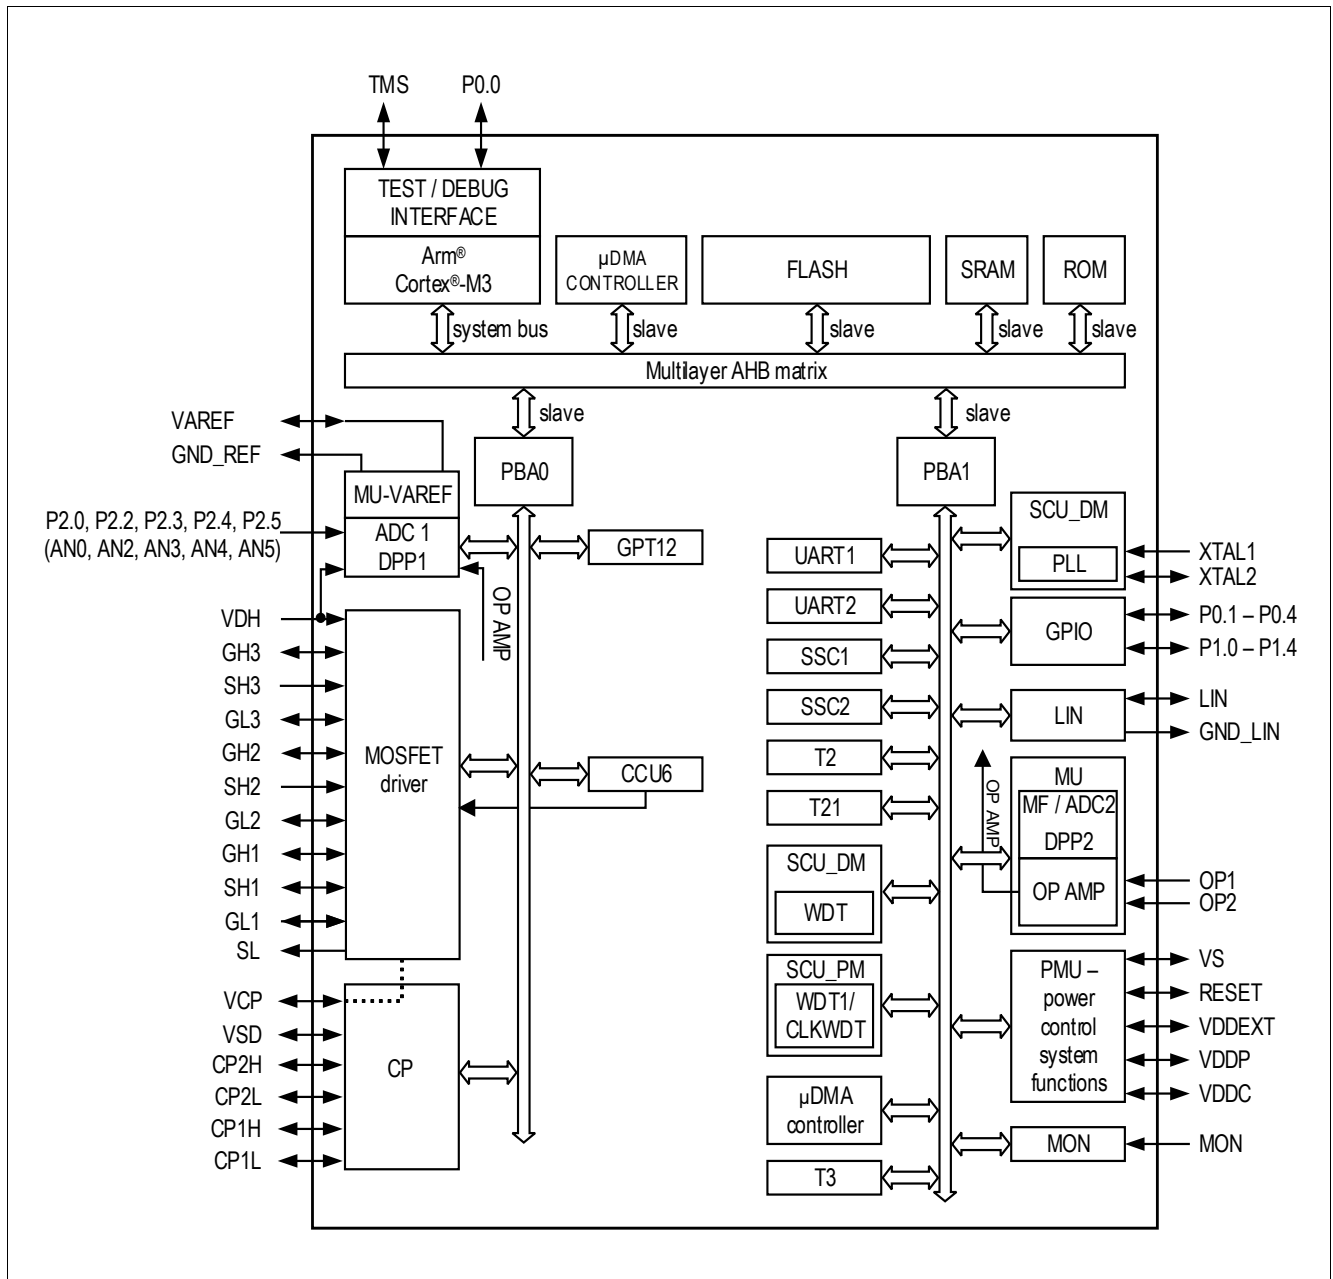 TMS
P0.0
TEST / DEBUG
INTERFACE
Arm®
Cortex®-M3
µDMA
CONTROLLER
FLASH
SRAM
ROM
system bus
slave
slave
slave
slave
Multilayer AHB matrix
slave
slave
VAREF
GND_REF
PBA0
PBA1
MU-VAREF
P2.0, P2.2, P2.3, P2.4, P2.5
(AN0, AN2, AN3, AN4, AN5)
ADC 1
DPP1
GPT12
OP AMP
VDH
GH3
SH3
GL3
GH2
SH2
GL2
GH1
SH1
GL1
SL
MOSFET
driver
CCU6
VCP
VSD
CP2H
CP2L
CP1H
CP1L
CP
UART1
UART2
SSC1
SSC2
T2
T21
SCU_DM
WDT
SCU_PM
WDT1/
CLKWDT
µDMA
controller
T3
SCU_DM
PLL
XTAL1
XTAL2
GPIO
P0.1 – P0.4
P1.0 – P1.4
LIN
LIN
GND_LIN
OP AMP
MU
MF / ADC2
DPP2
OP AMP
OP1
OP2
PMU –
power
control
system
functions
VS
RESET
VDDEXT
VDDP
VDDC
MON
MON